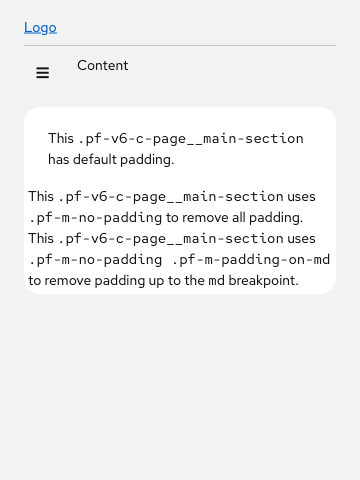 Logo
Content
This .pf-v6-c-page__main-section
has default padding.
This .pf-v6-c-page__main-section uses
.pf-m-no-padding to remove all padding.
This .pf-v6-c-page__main-section uses
.pf-m-no-padding .pf-m-padding-on-md
to remove padding up to the md breakpoint.